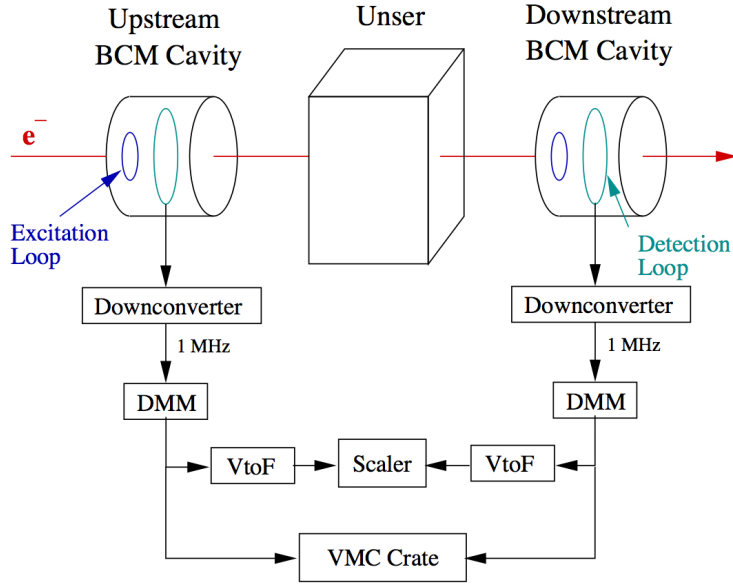 Upstream
BCM Cavity
Unser
Downstream
BCM Cavity
e⁻
Excitation
Loop
Detection
Loop
Downconverter
Downconverter
1 MHz
1 MHz
DMM
DMM
VtoF
Scaler
VtoF
VMC Crate